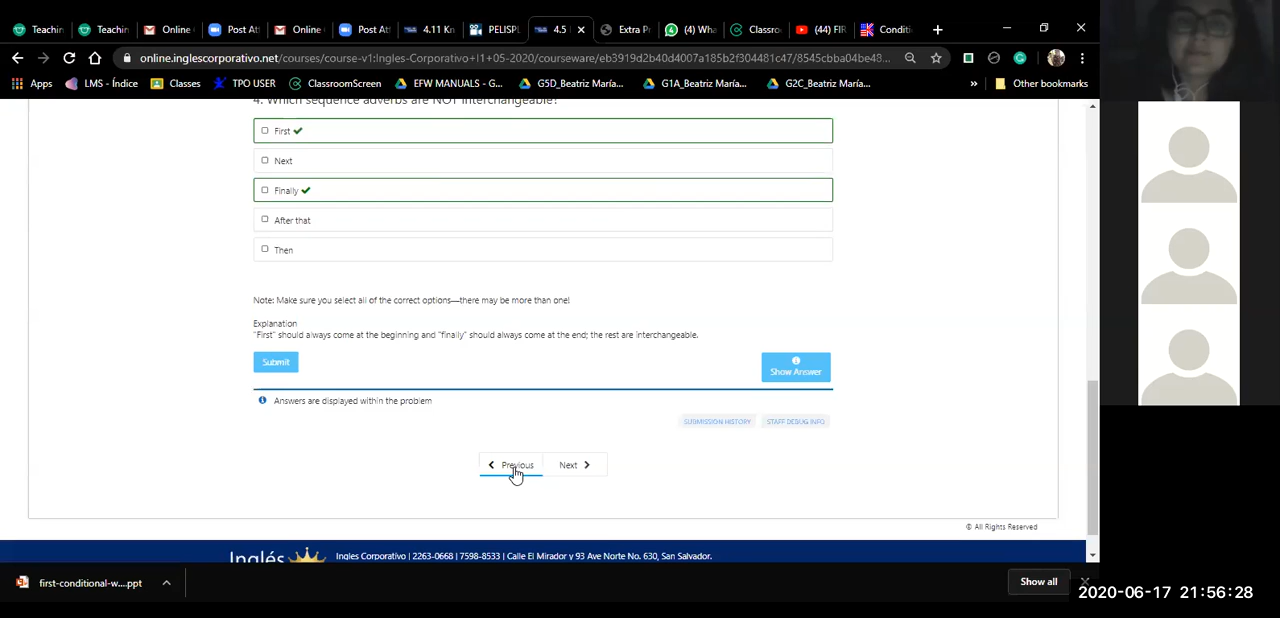 Teachin
Teachin
Online
Post Att
Online
Post Att
4.11 Kn
PELISPL
4.5
Extra Pr
(4) Wha
Classro
(44) FIR
Conditi
online.inglescorporativo.net/courses/course-v1:Ingles-Corporativo+I1+05-2020/courseware/eb3919d2b40d4007a185b2f304481c47/8545cbba04be48...
Apps
LMS - Índice
Classes
TPO USER
ClassroomScreen
EFW MANUALS - G...
G5D_Beatriz María...
G1A_Beatriz María...
G2C_Beatriz María...
»
Other bookmarks
4. Which sequence adverbs are NOT interchangeable?
First
Next
Finally
After that
Then
Note: Make sure you select all of the correct options—there may be more than one!
Explanation
"First" should always come at the beginning and "finally" should always come at the end; the rest are interchangeable.
Submit
Show Answer
Answers are displayed within the problem
SUBMISSION HISTORY
STAFF DEBUG INFO
Previous
Next
© All Rights Reserved
Inglés
Ingles Corporativo | 2263-0668 | 7598-8533 | Calle El Mirador y 93 Ave Norte No. 630, San Salvador.
first-conditional-w....ppt
Show all
2020-06-17 21:56:28